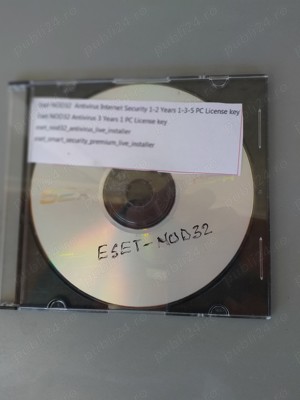 eset NOD32 Antivirus Internet Security 1-2 Years 1-3-5 PC License key
eset NOD32 Antivirus 3 Years 1 PC License key
eset_nod32_antivirus_live_installer
eset_smart_security_premium_live_installer
ESET-NOD32